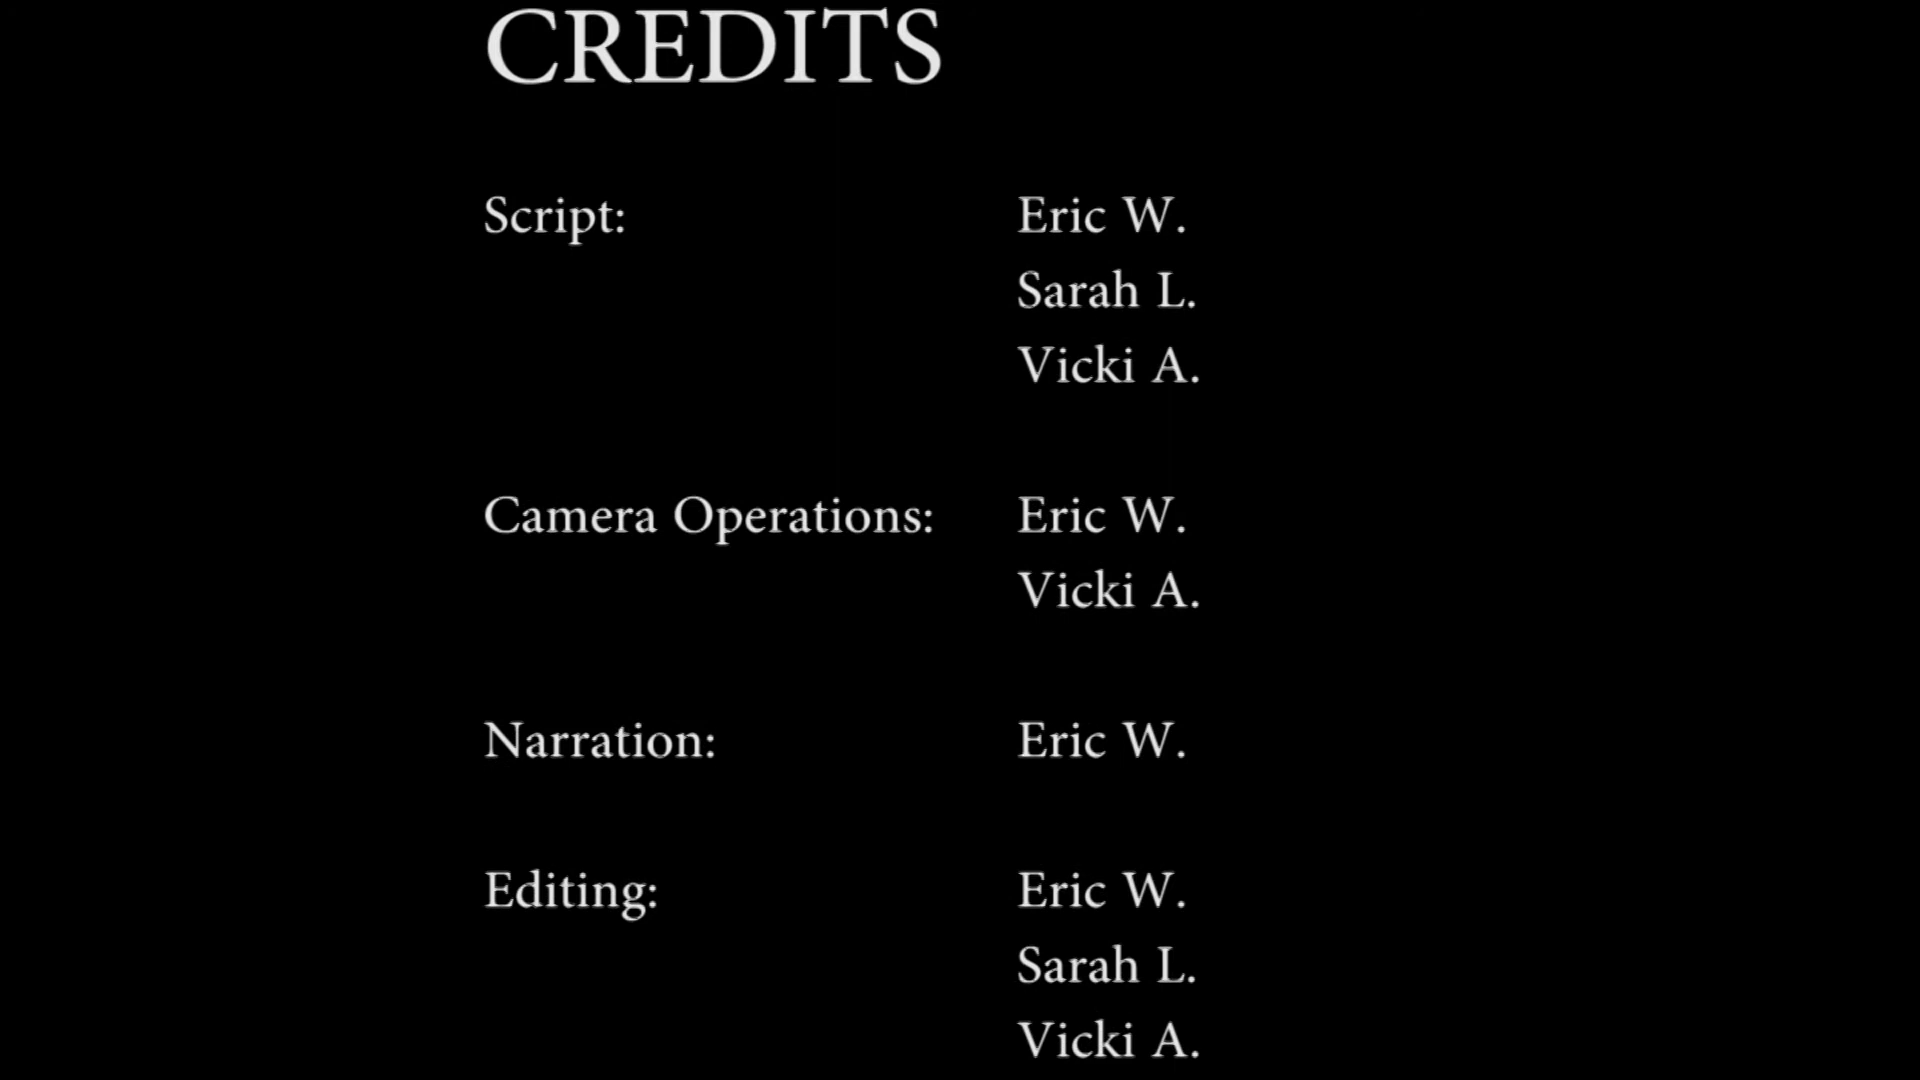 CREDITS
Script: Eric W.
Sarah L.
Vicki A.
Camera Operations: Eric W.
Vicki A.
Narration: Eric W.
Editing: Eric W.
Sarah L.
Vicki A.